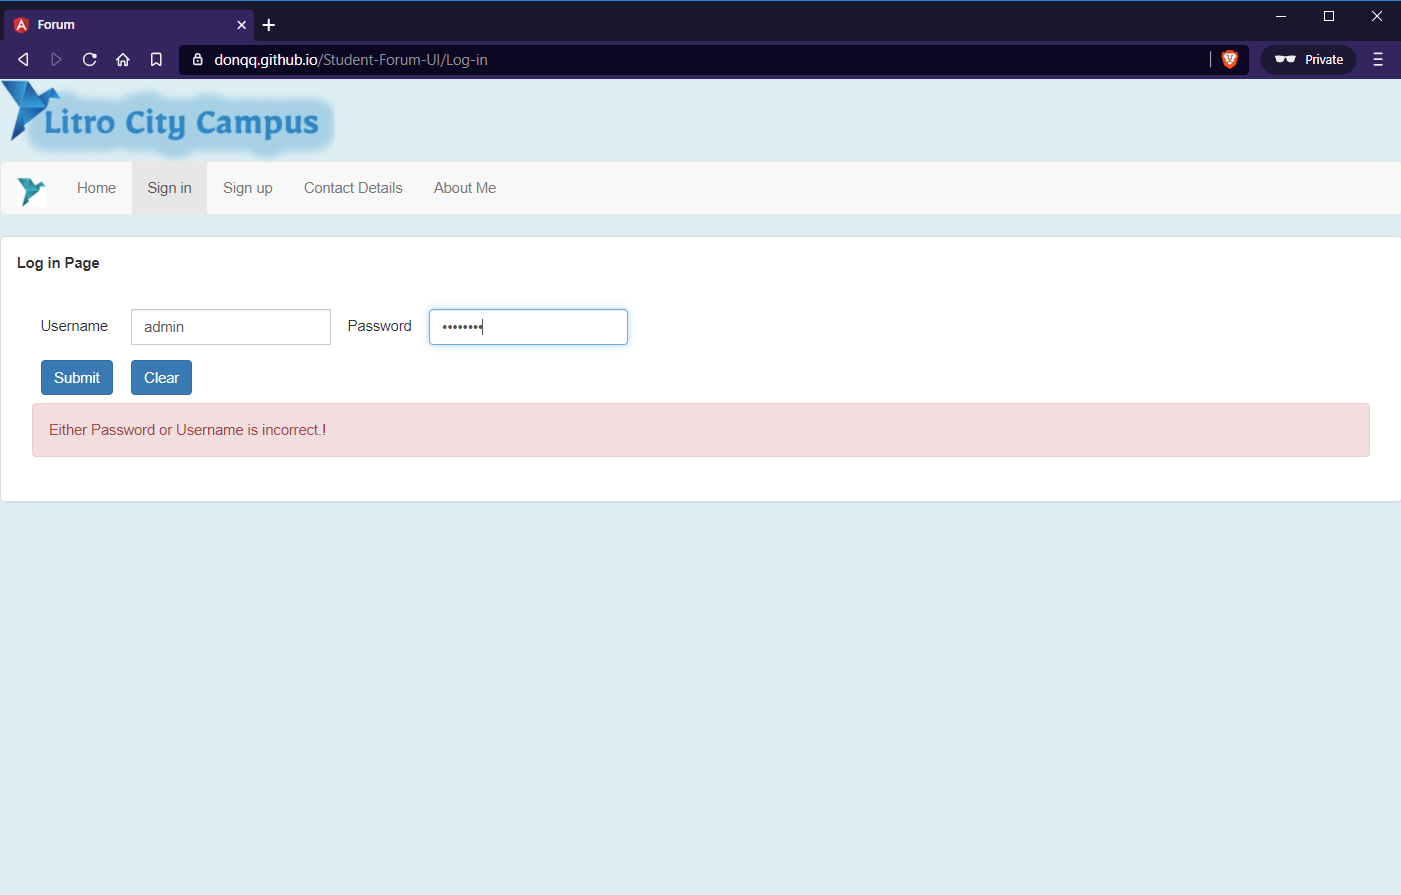 Forum
donqq.github.io/Student-Forum-UI/Log-in
Private
Litro City Campus
Home Sign in Sign up Contact Details About Me
Log in Page
Username admin Password ••••••••
Submit Clear
Either Password or Username is incorrect.!